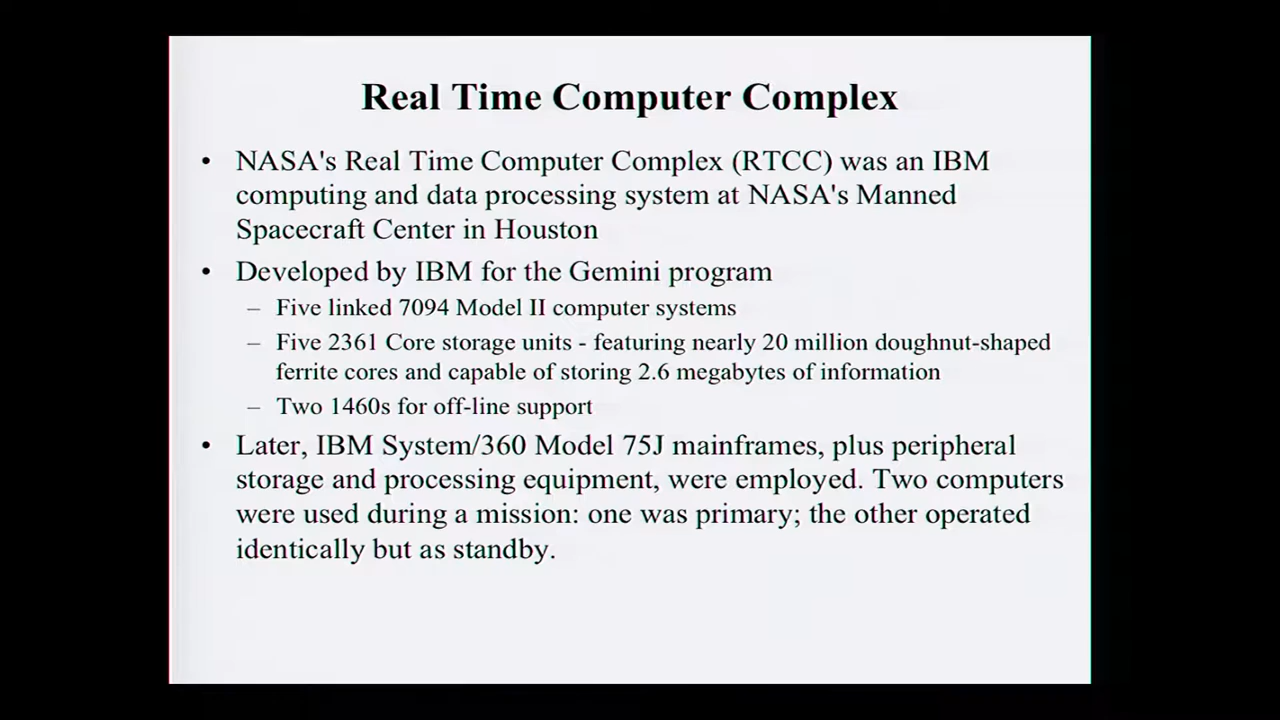 Real Time Computer Complex
• NASA's Real Time Computer Complex (RTCC) was an IBM
computing and data processing system at NASA's Manned
Spacecraft Center in Houston
• Developed by IBM for the Gemini program
– Five linked 7094 Model II computer systems
– Five 2361 Core storage units - featuring nearly 20 million doughnut-shaped
ferrite cores and capable of storing 2.6 megabytes of information
– Two 1460s for off-line support
• Later, IBM System/360 Model 75J mainframes, plus peripheral
storage and processing equipment, were employed. Two computers
were used during a mission: one was primary; the other operated
identically but as standby.